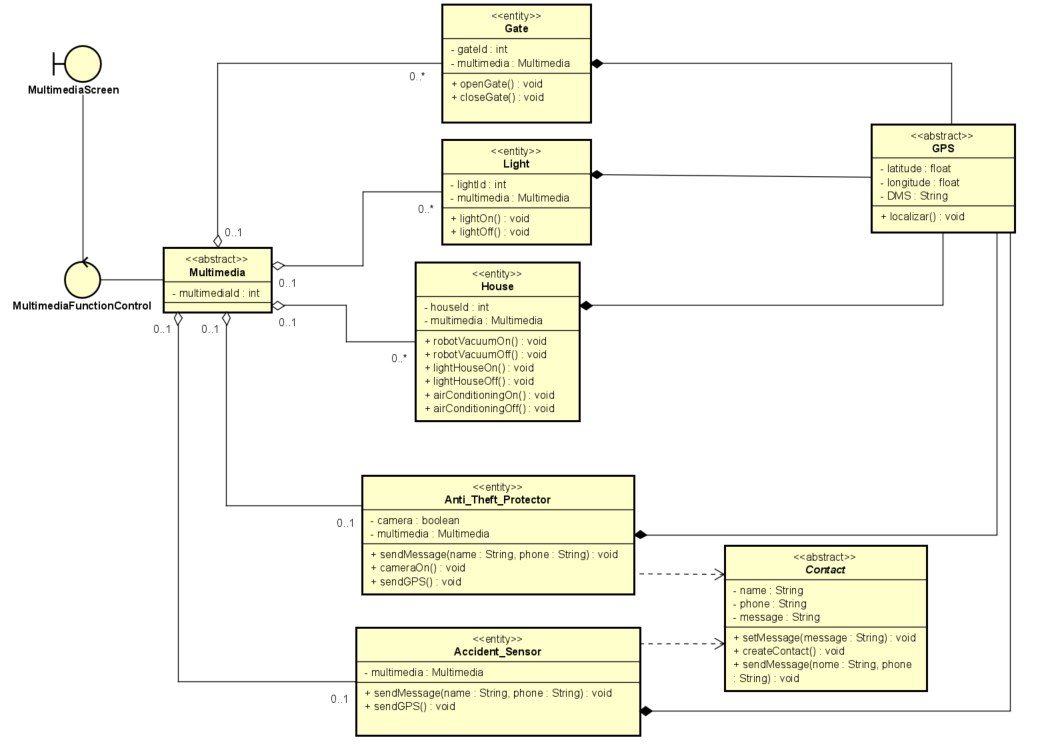 <<entity>>
Gate
- gateId : int
- multimedia : Multimedia
+ openGate() : void
+ closeGate() : void
0..*
MultimediaScreen
<<abstract>>
GPS
- latitude : float
- longitude : float
- DMS : String
+ localizar() : void
<<entity>>
Light
- lightId : int
- multimedia : Multimedia
+ lightOn() : void
+ lightOff() : void
0..*
0..1
<<abstract>>
Multimedia
- multimediaId : int
0..1
0..1
0..1
0..1
MultimediaFunctionControl
<<entity>>
House
- houseId : int
- multimedia : Multimedia
+ robotVacuumOn() : void
+ robotVacuumOff() : void
+ lightHouseOn() : void
+ lightHouseOff() : void
+ airConditioningOn() : void
+ airConditioningOff() : void
0..*
<<entity>>
Anti_Theft_Protector
- camera : boolean
- multimedia : Multimedia
+ sendMessage(name : String, phone : String) : void
+ cameraOn() : void
+ sendGPS() : void
0..1
<<abstract>>
Contact
- name : String
- phone : String
- message : String
+ setMessage(message : String) : void
+ createContact() : void
+ sendMessage(nome : String, phone
: String) : void
<<entity>>
Accident_Sensor
- multimedia : Multimedia
+ sendMessage(name : String, phone : String) : void
+ sendGPS() : void
0..1